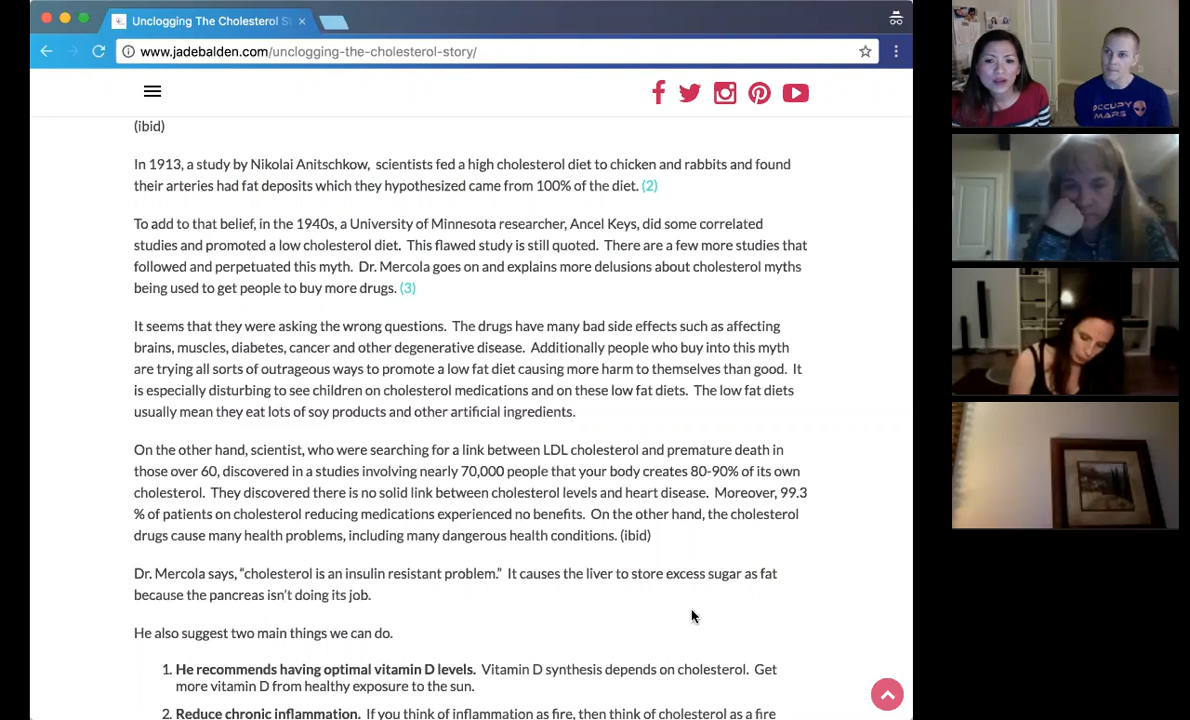 Unclogging The Cholesterol St
www.jadebalden.com/unclogging-the-cholesterol-story/
(ibid)
In 1913, a study by Nikolai Anitschkow,  scientists fed a high cholesterol diet to chicken and rabbits and found
their arteries had fat deposits which they hypothesized came from 100% of the diet. (2)
To add to that belief, in the 1940s, a University of Minnesota researcher, Ancel Keys, did some correlated
studies and promoted a low cholesterol diet.  This flawed study is still quoted.  There are a few more studies that
followed and perpetuated this myth.  Dr. Mercola goes on and explains more delusions about cholesterol myths
being used to get people to buy more drugs. (3)
It seems that they were asking the wrong questions.  The drugs have many bad side effects such as affecting
brains, muscles, diabetes, cancer and other degenerative disease.  Additionally people who buy into this myth
are trying all sorts of outrageous ways to promote a low fat diet causing more harm to themselves than good.  It
is especially disturbing to see children on cholesterol medications and on these low fat diets.  The low fat diets
usually mean they eat lots of soy products and other artificial ingredients.
On the other hand, scientist, who were searching for a link between LDL cholesterol and premature death in
those over 60, discovered in a studies involving nearly 70,000 people that your body creates 80-90% of its own
cholesterol.  They discovered there is no solid link between cholesterol levels and heart disease.  Moreover, 99.3
% of patients on cholesterol reducing medications experienced no benefits.  On the other hand, the cholesterol
drugs cause many health problems, including many dangerous health conditions. (ibid)
Dr. Mercola says, “cholesterol is an insulin resistant problem.”  It causes the liver to store excess sugar as fat
because the pancreas isn't doing its job.
He also suggest two main things we can do.
1. He recommends having optimal vitamin D levels.  Vitamin D synthesis depends on cholesterol.  Get
more vitamin D from healthy exposure to the sun.
2. Reduce chronic inflammation.  If you think of inflammation as fire, then think of cholesterol as a fire
OCCUPY
MARS